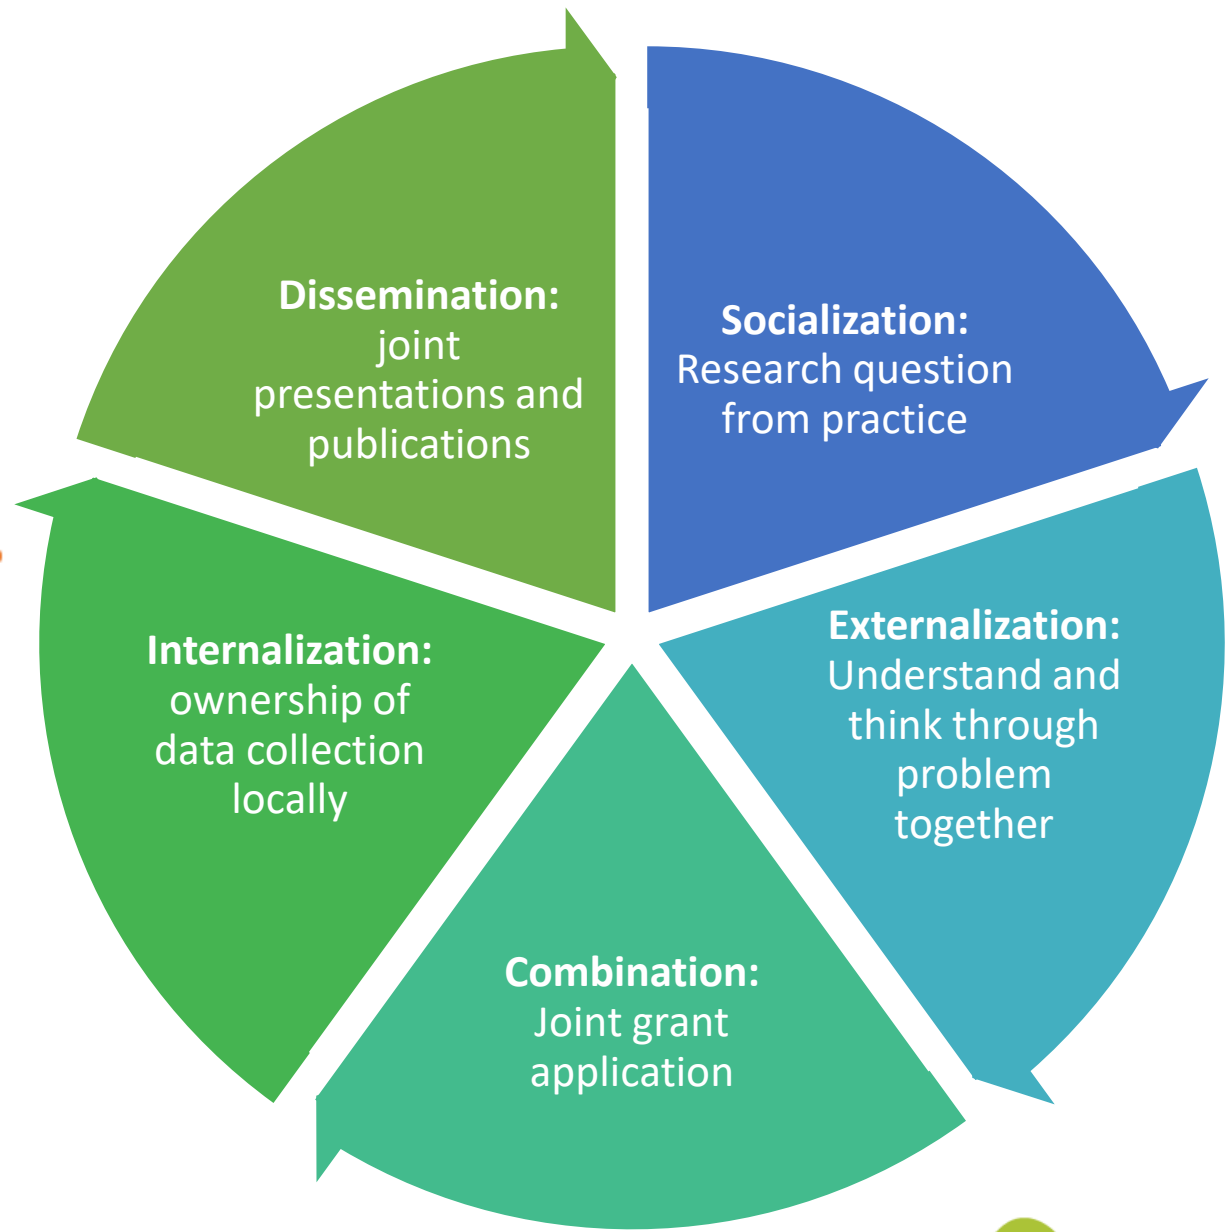 Dissemination:
joint
presentations and
publications
Socialization:
Research question
from practice
Externalization:
Understand and
think through
problem
together
Internalization:
ownership of
data collection
locally
Combination:
Joint grant
application